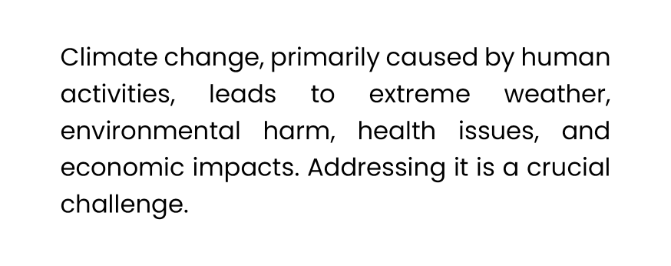 Climate change, primarily caused by human
activities, leads to extreme weather,
environmental harm, health issues, and
economic impacts. Addressing it is a crucial
challenge.